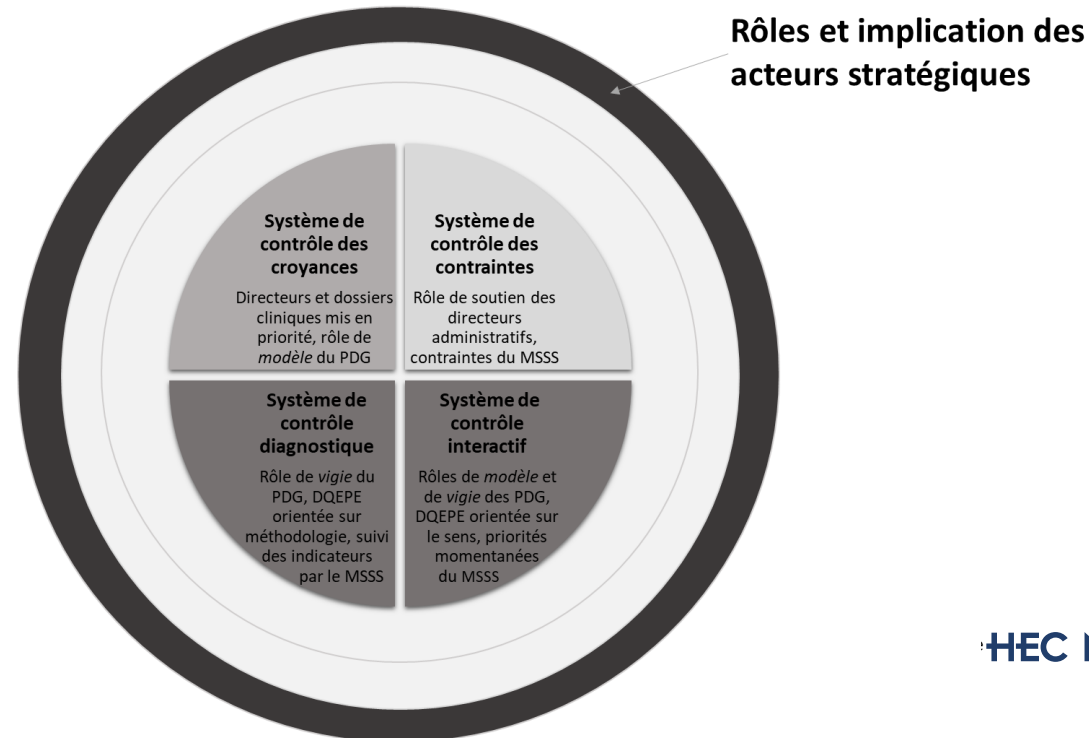 Rôles et implication des
acteurs stratégiques
Système de
contrôle des
croyances
Directeurs et dossiers
cliniques mis en
priorité, rôle de
modèle du PDG
Système de
contrôle des
contraintes
Rôle de soutien des
directeurs
administratifs,
contraintes du MSSS
Système de
contrôle
diagnostique
Rôle de vigie du
PDG, DQEPE
orientée sur
méthodologie, suivi
des indicateurs
par le MSSS
Système de
contrôle
interactif
Rôles de modèle et
de vigie des PDG,
DQEPE orientée sur
le sens, priorités
momentanées
du MSSS
HEC